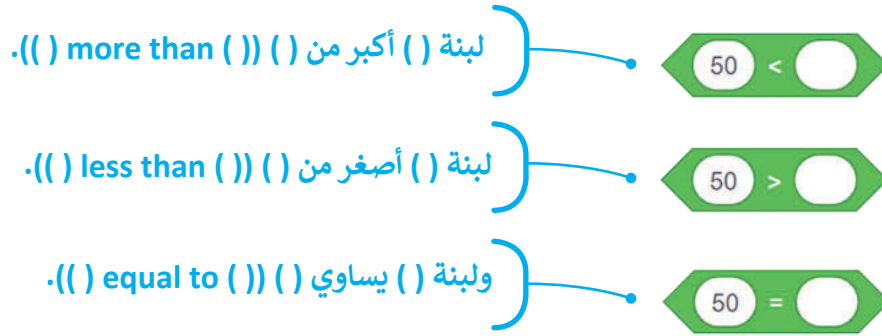 لبنة ( ) أكبر من ( ) (( ) more than ( )).
50 <
لبنة ( ) أصغر من ( ) (( ) less than ( )).
50 >
ولبنة ( ) يساوي ( ) (( ) equal to ( )).
50 =